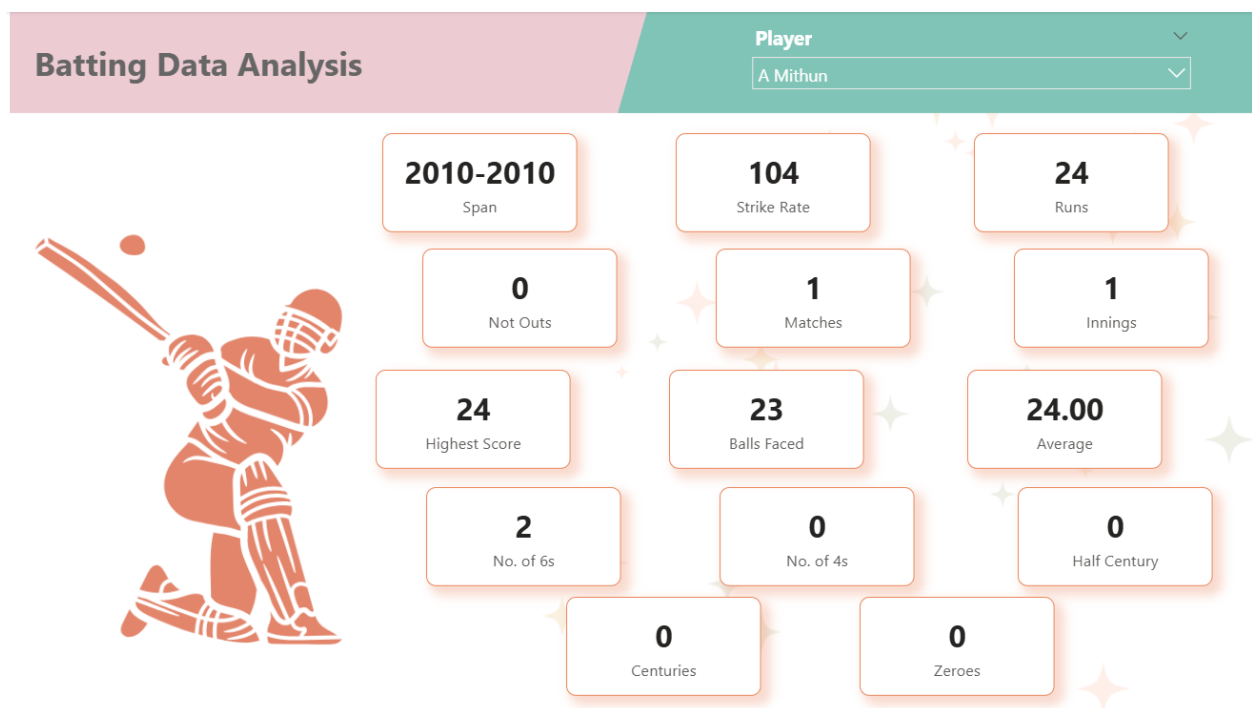 Batting Data Analysis
Player
A Mithun
2010-2010
Span
104
Strike Rate
24
Runs
0
Not Outs
1
Matches
1
Innings
24
Highest Score
23
Balls Faced
24.00
Average
2
No. of 6s
0
No. of 4s
0
Half Century
0
Centuries
0
Zeroes